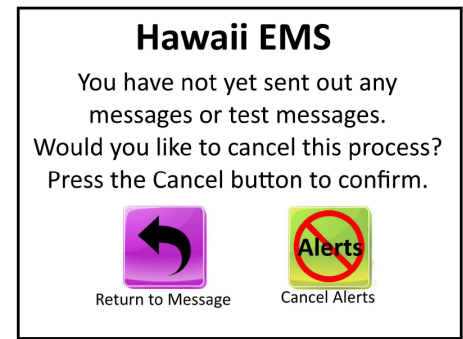 Hawaii EMS
You have not yet sent out any
messages or test messages.
Would you like to cancel this process?
Press the Cancel button to confirm.
Alerts
Return to Message
Cancel Alerts